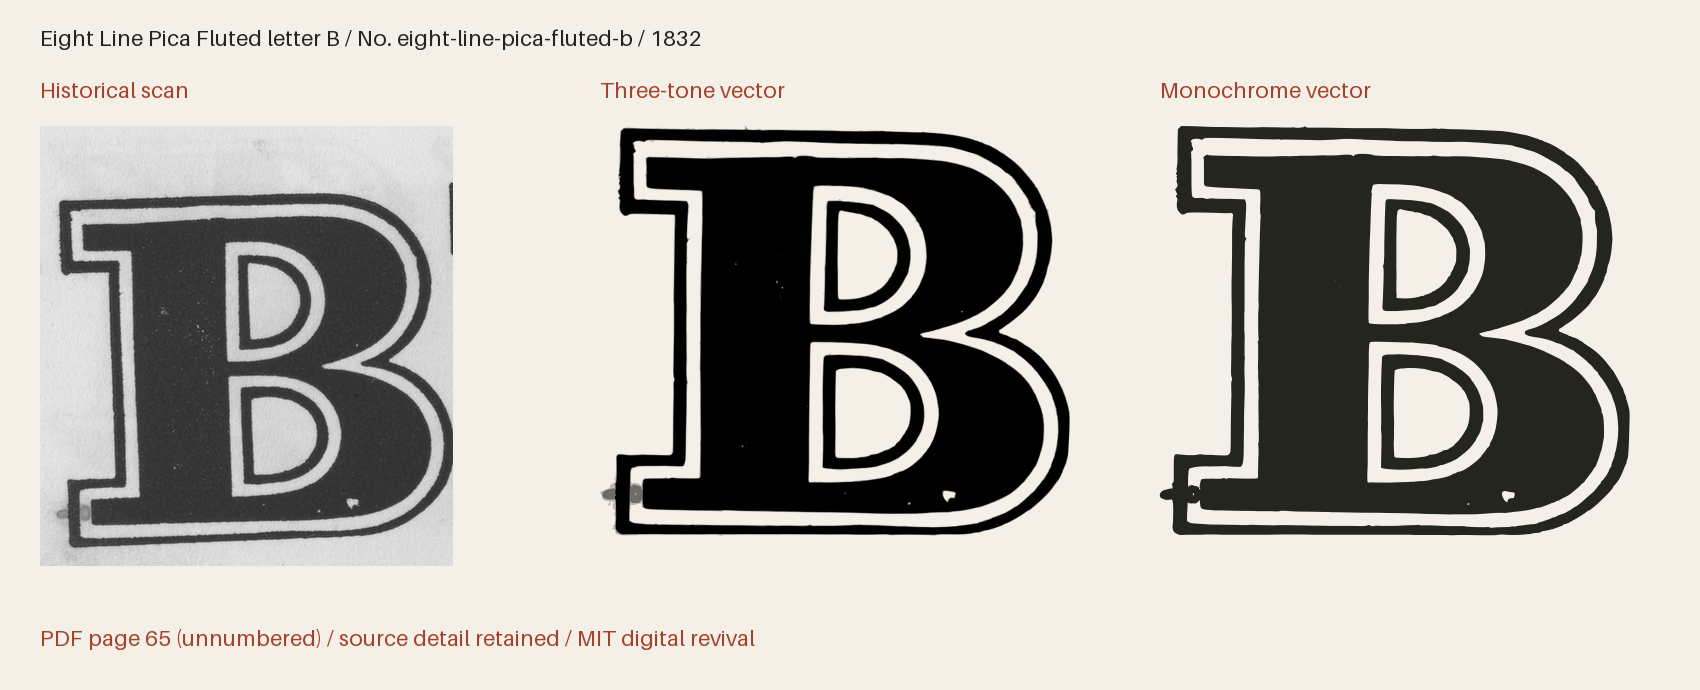 Eight Line Pica Fluted letter B / No. eight-line-pica-fluted-b / 1832
Historical scan
Three-tone vector
Monochrome vector
B
B
B
PDF page 65 (unnumbered) / source detail retained / MIT digital revival